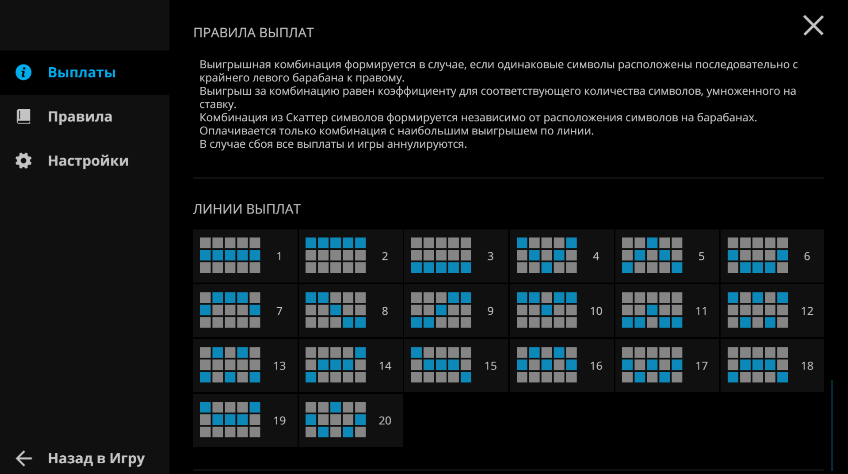 ПРАВИЛА ВЫПЛАТ
Выплаты
Правила
Настройки
Назад в Игру
Выигрышная комбинация формируется в случае, если одинаковые символы расположены последовательно с
крайнего левого барабана к правому.
Выигрыш за комбинацию равен коэффициенту для соответствующего количества символов, умноженного на
ставку.
Комбинация из Скаттер символов формируется независимо от расположения символов на барабанах.
Оплачивается только комбинация с наибольшим выигрышем по линии.
В случае сбоя все выплаты и игры аннулируются.
ЛИНИИ ВЫПЛАТ
1 2 3 4 5 6
7 8 9 10 11 12
13 14 15 16 17 18
19 20